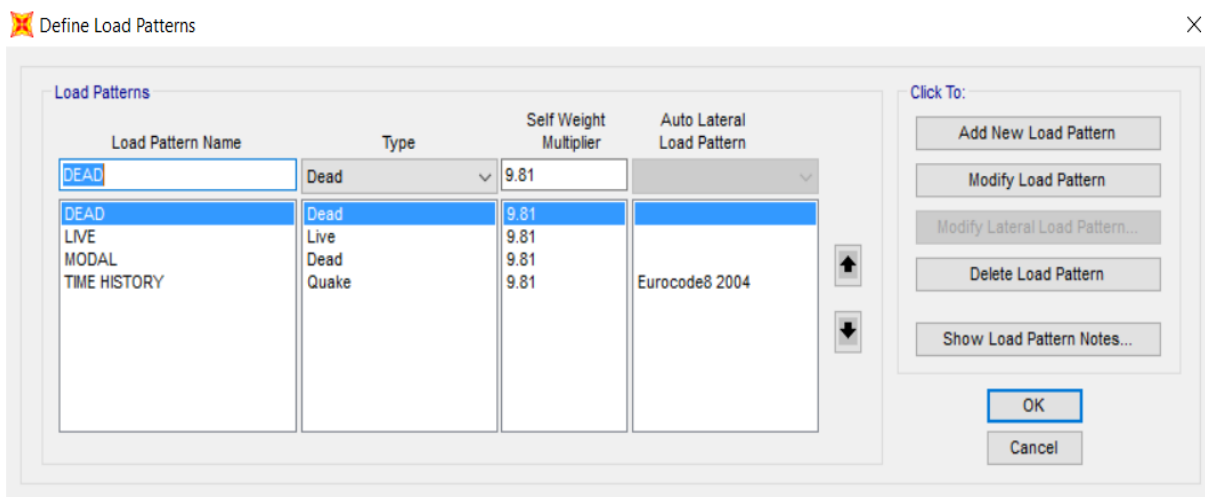 Define Load Patterns
Load Patterns
Click To:
Load Pattern Name
Type
Self Weight
Multiplier
Auto Lateral
Load Pattern
DEAD
Dead
9.81
DEAD Dead 9.81
LIVE Live 9.81
MODAL Dead 9.81
TIME HISTORY Quake 9.81 Eurocode8 2004
Add New Load Pattern
Modify Load Pattern
Modify Lateral Load Pattern...
Delete Load Pattern
Show Load Pattern Notes...
OK
Cancel